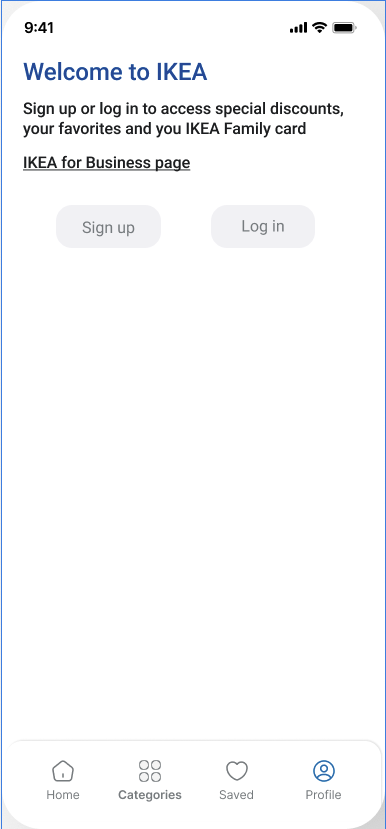 9:41
Welcome to IKEA
Sign up or log in to access special discounts,
your favorites and you IKEA Family card
IKEA for Business page
Sign up
Log in
Home
Categories
Saved
Profile